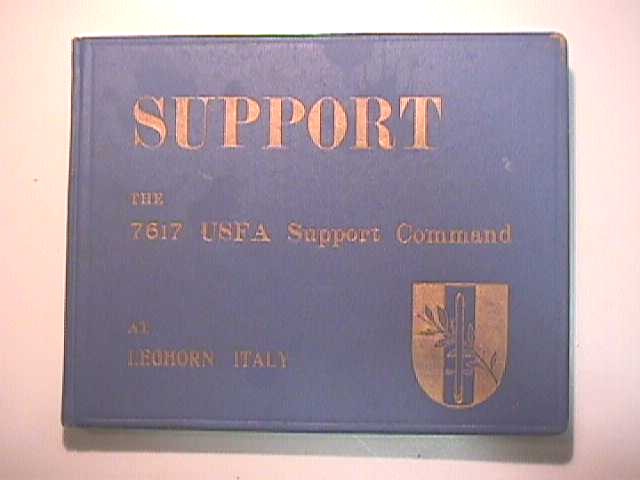 SUPPORT
THE
7617 USFA Support Command
AT
LEGHORN ITALY